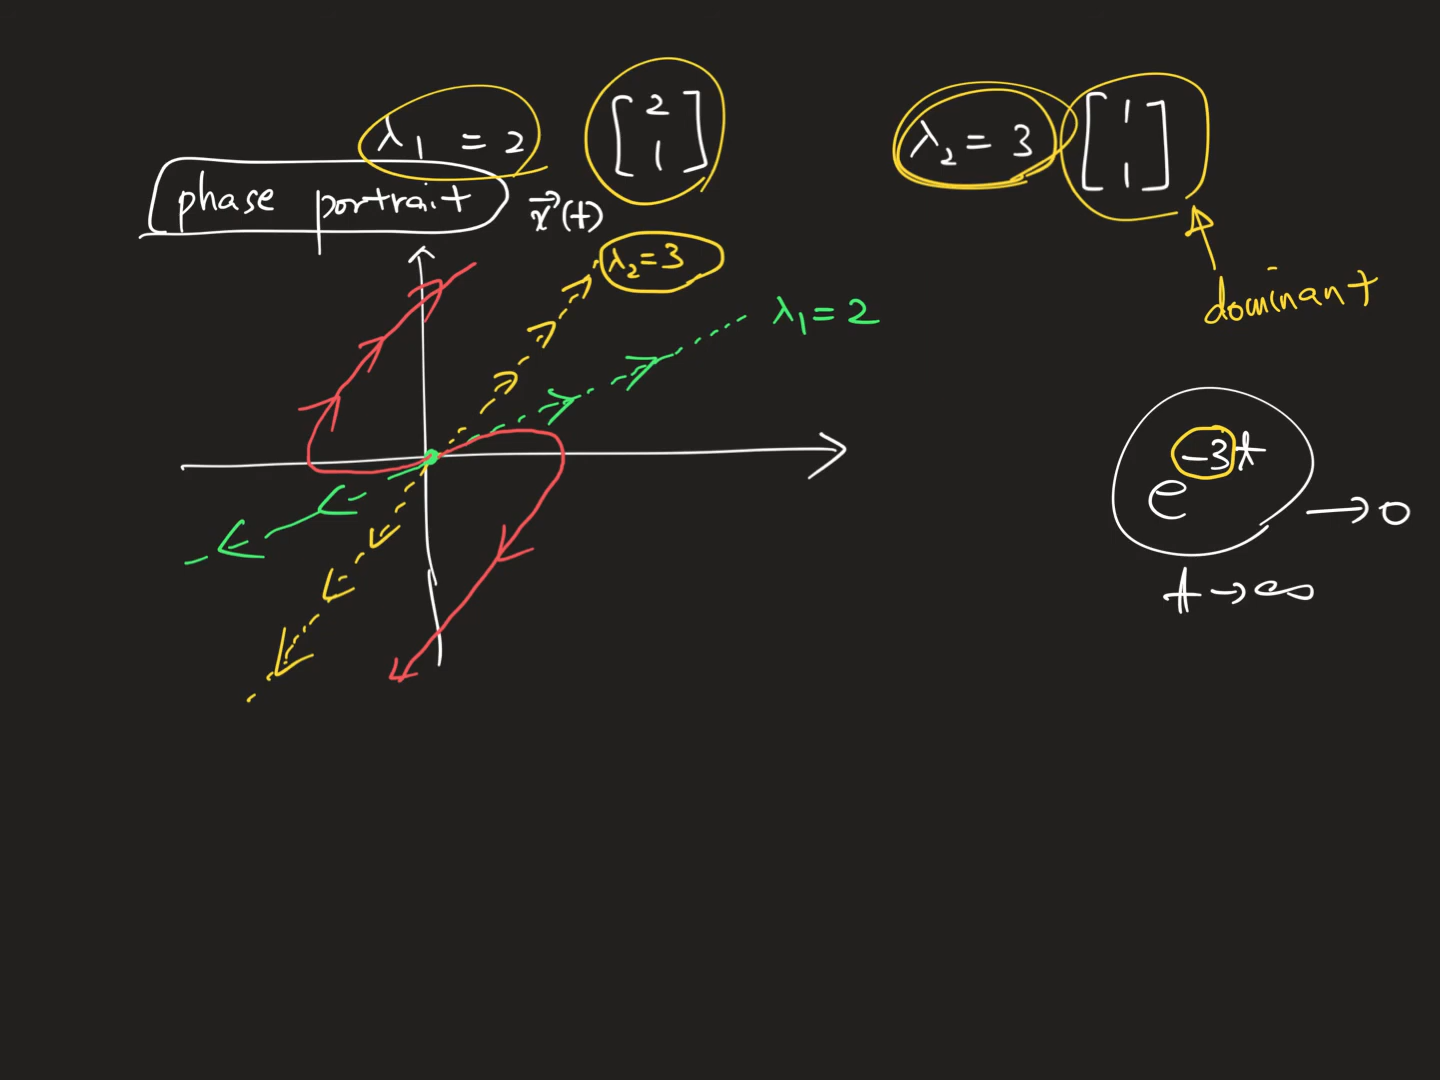 λ₁ = 2 [2 1] λ₂ = 3 [1 1]
phase portrait x⃗(t)
λ₂=3
dominant
λ₁=2
e^{-3t} → 0
t→∞